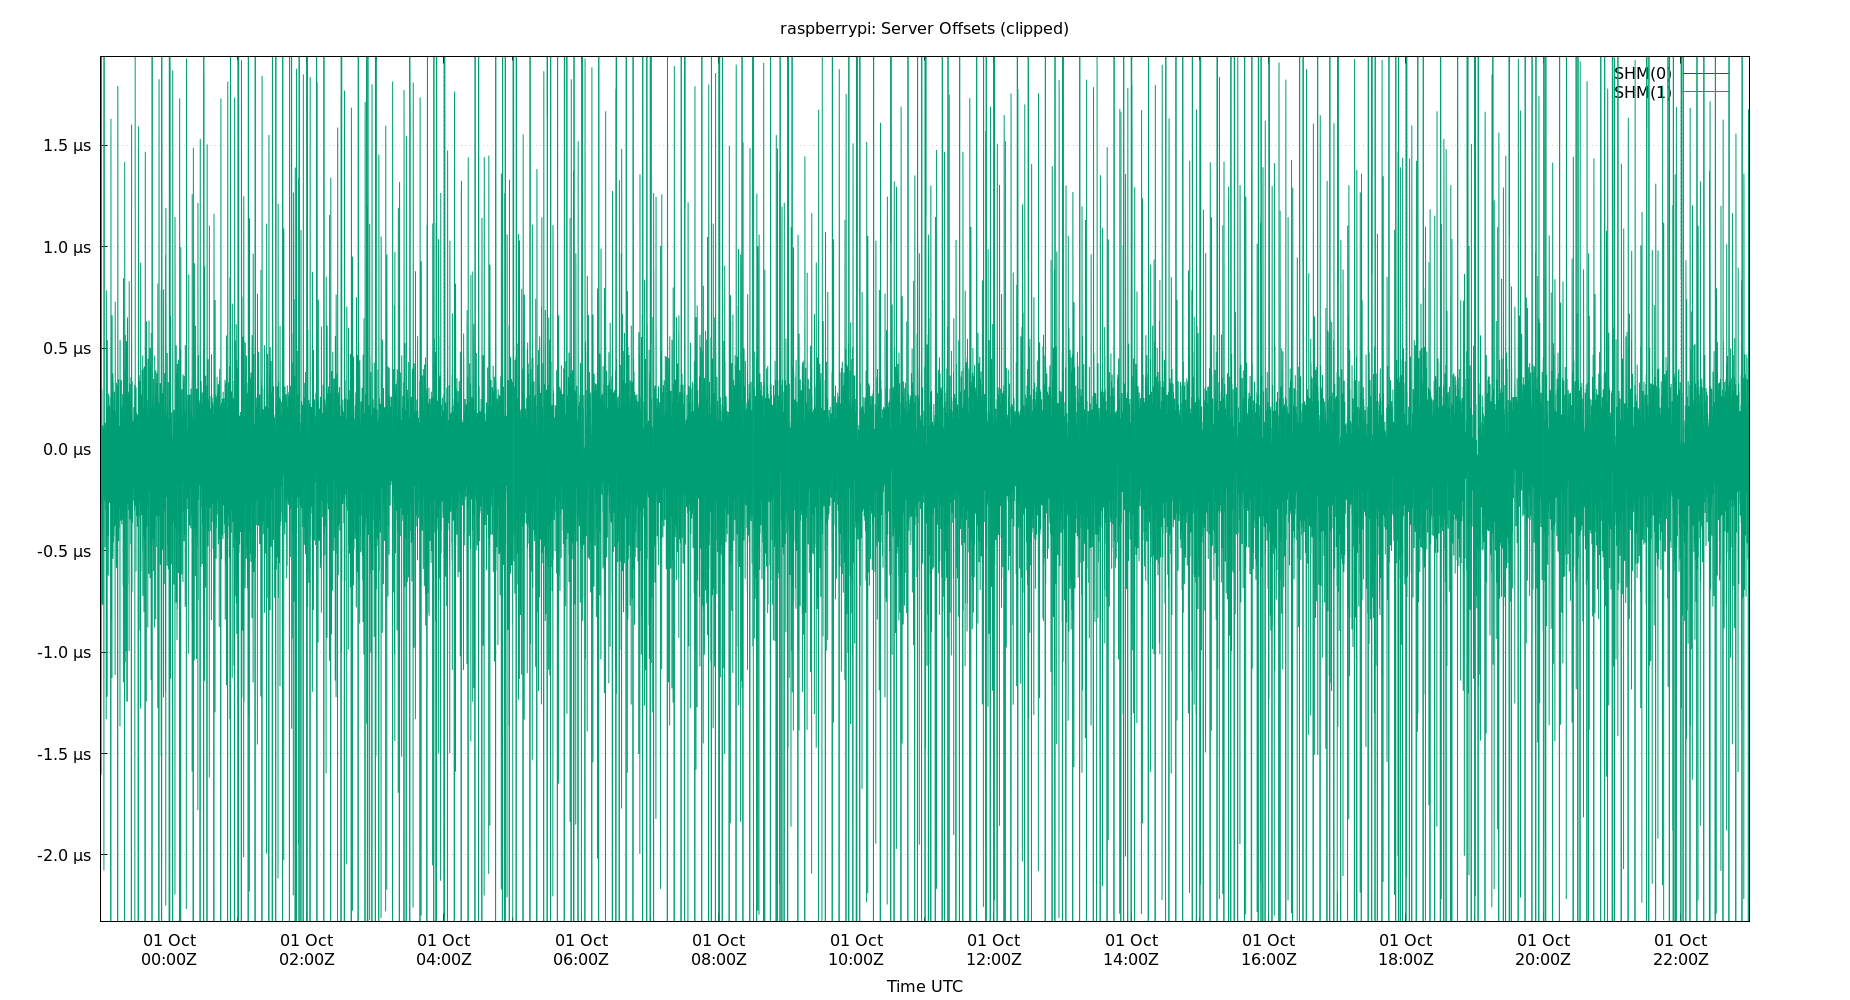 raspberrypi: Server Offsets (clipped)
SHM(0)
SHM(1)
1.5 µs
1.0 µs
0.5 µs
0.0 µs
-0.5 µs
-1.0 µs
-1.5 µs
-2.0 µs
01 Oct 01 Oct 01 Oct 01 Oct 01 Oct 01 Oct 01 Oct 01 Oct 01 Oct 01 Oct 01 Oct 01 Oct
00:00Z 02:00Z 04:00Z 06:00Z 08:00Z 10:00Z 12:00Z 14:00Z 16:00Z 18:00Z 20:00Z 22:00Z
Time UTC